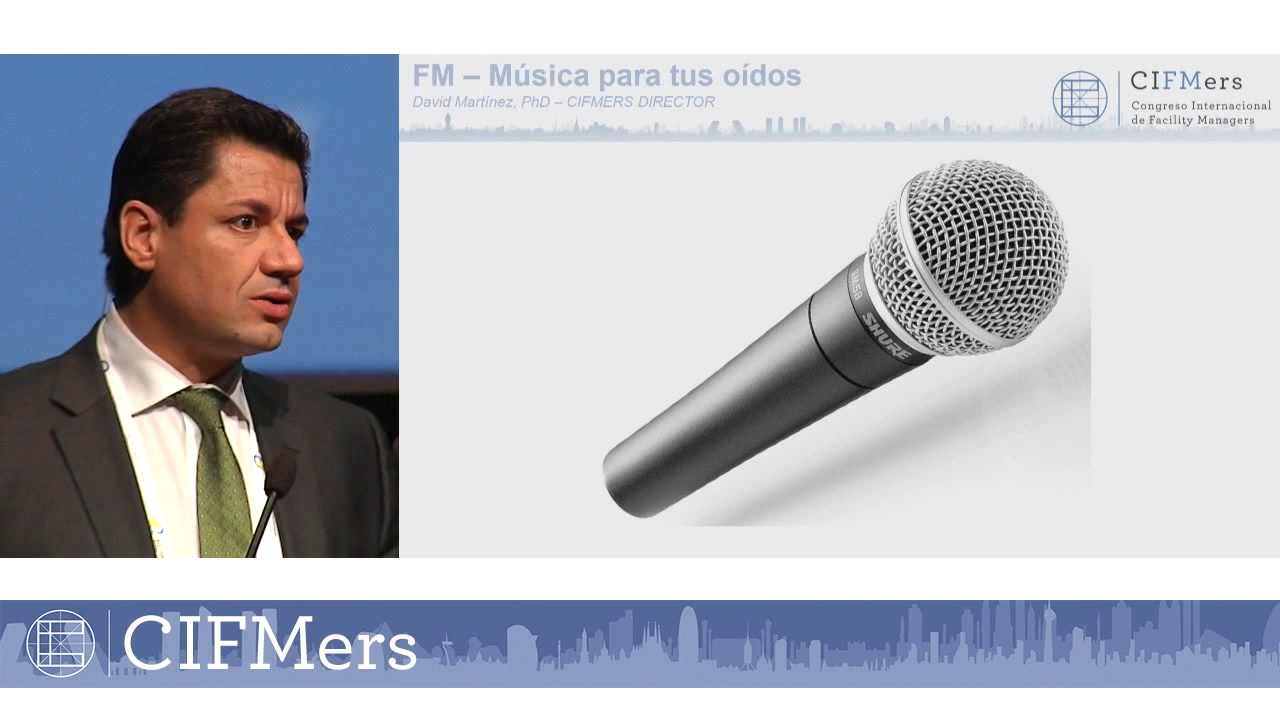 FM – Música para tus oídos
David Martínez, PhD – CIFMERS DIRECTOR
CIFMers
Congreso Internacional
de Facility Managers
SM58
SHURE
CIFMers